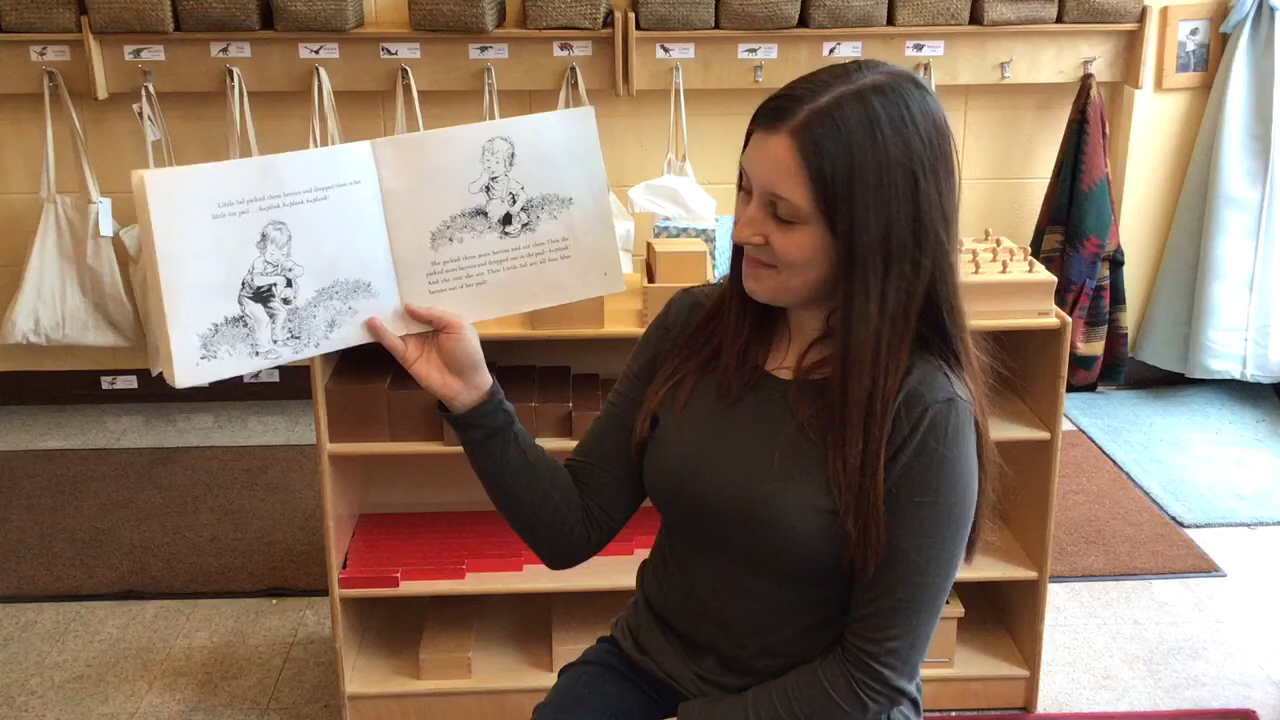 Little Sal picked three berries and dropped them in her
little tin pail . . . kuplink, kuplank, kuplunk!
She picked three more berries and ate them. Then she
picked more berries and dropped one in the pail—kuplunk!
And the rest she ate. Then Little Sal ate all four blue-
berries out of her pail!
8
9